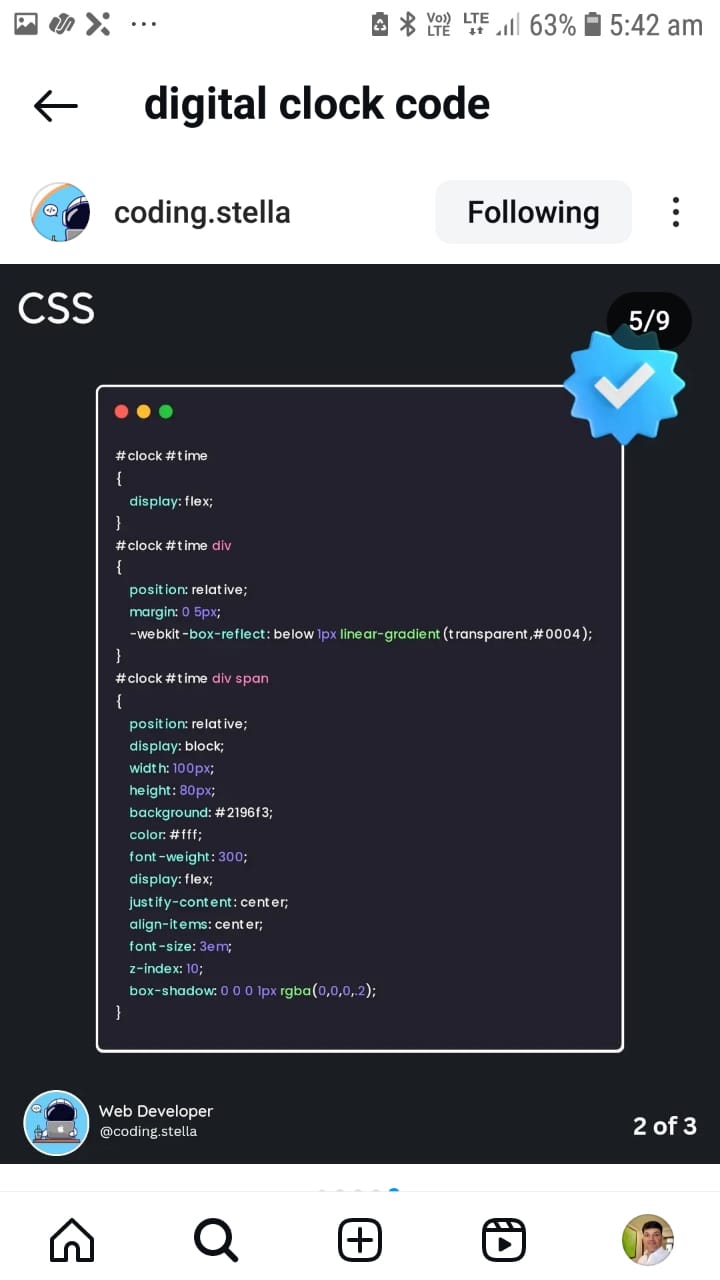 Vo)) LTE LTE 63% 5:42 am
digital clock code
coding.stella Following
CSS
5/9
#clock #time
{
display: flex;
}
#clock #time div
{
position: relative;
margin: 0 5px;
-webkit-box-reflect: below 1px linear-gradient(transparent,#0004);
}
#clock #time div span
{
position: relative;
display: block;
width: 100px;
height: 80px;
background: #2196f3;
color: #fff;
font-weight: 300;
display: flex;
justify-content: center;
align-items: center;
font-size: 3em;
z-index: 10;
box-shadow: 0 0 0 1px rgba(0,0,0,.2);
}
Web Developer
@coding.stella
2 of 3